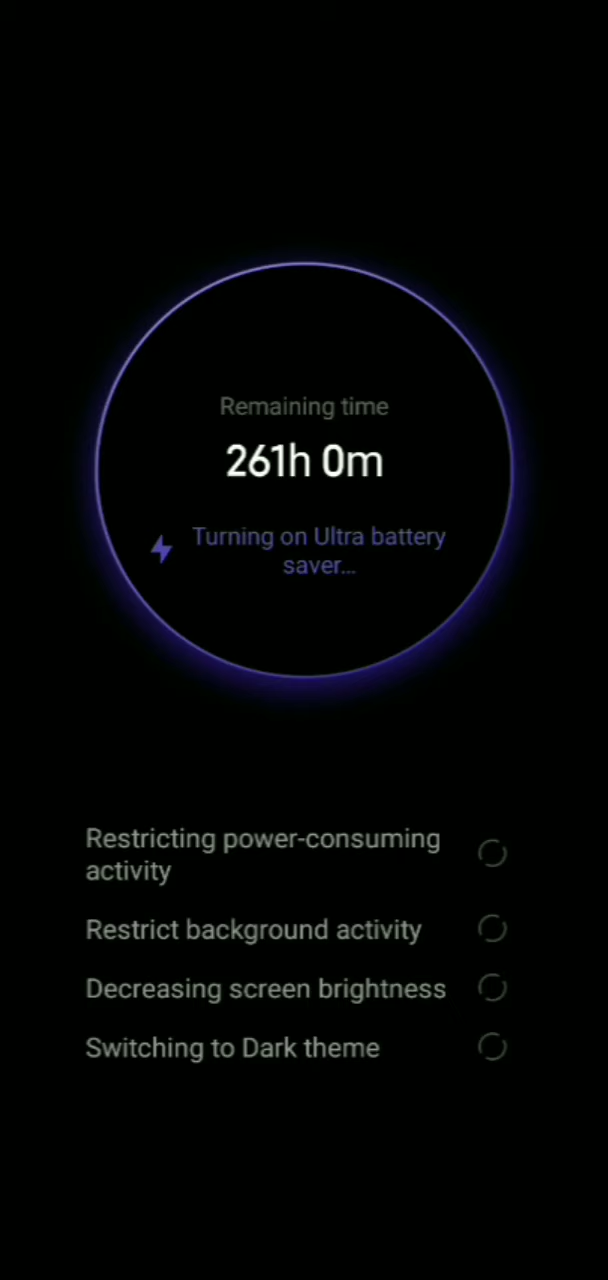 Remaining time
261h 0m
Turning on Ultra battery
saver...
Restricting power-consuming
activity
Restrict background activity
Decreasing screen brightness
Switching to Dark theme